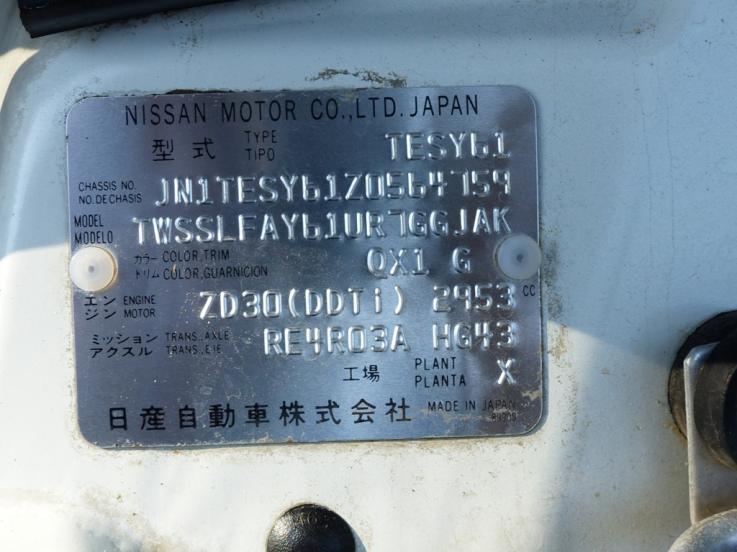 NISSAN MOTOR CO.,LTD. JAPAN
型式 TYPE TIPO TESY61
CHASSIS NO. NO. DE CHASIS JN1TESY61Z0564759
MODEL MODELO TWSSLFAY61UR7GGJAK
カラー COLOR, TRIM QX1 G
トリム COLOR, GUARNICION
エンジン ENGINE MOTOR ZD30(DDTi) 2953 CC
ミッション TRANS., AXLE RE4R03A HG43
アクスル TRANS., EJE
工場 PLANT PLANTA X
日産自動車株式会社 MADE IN JAPAN